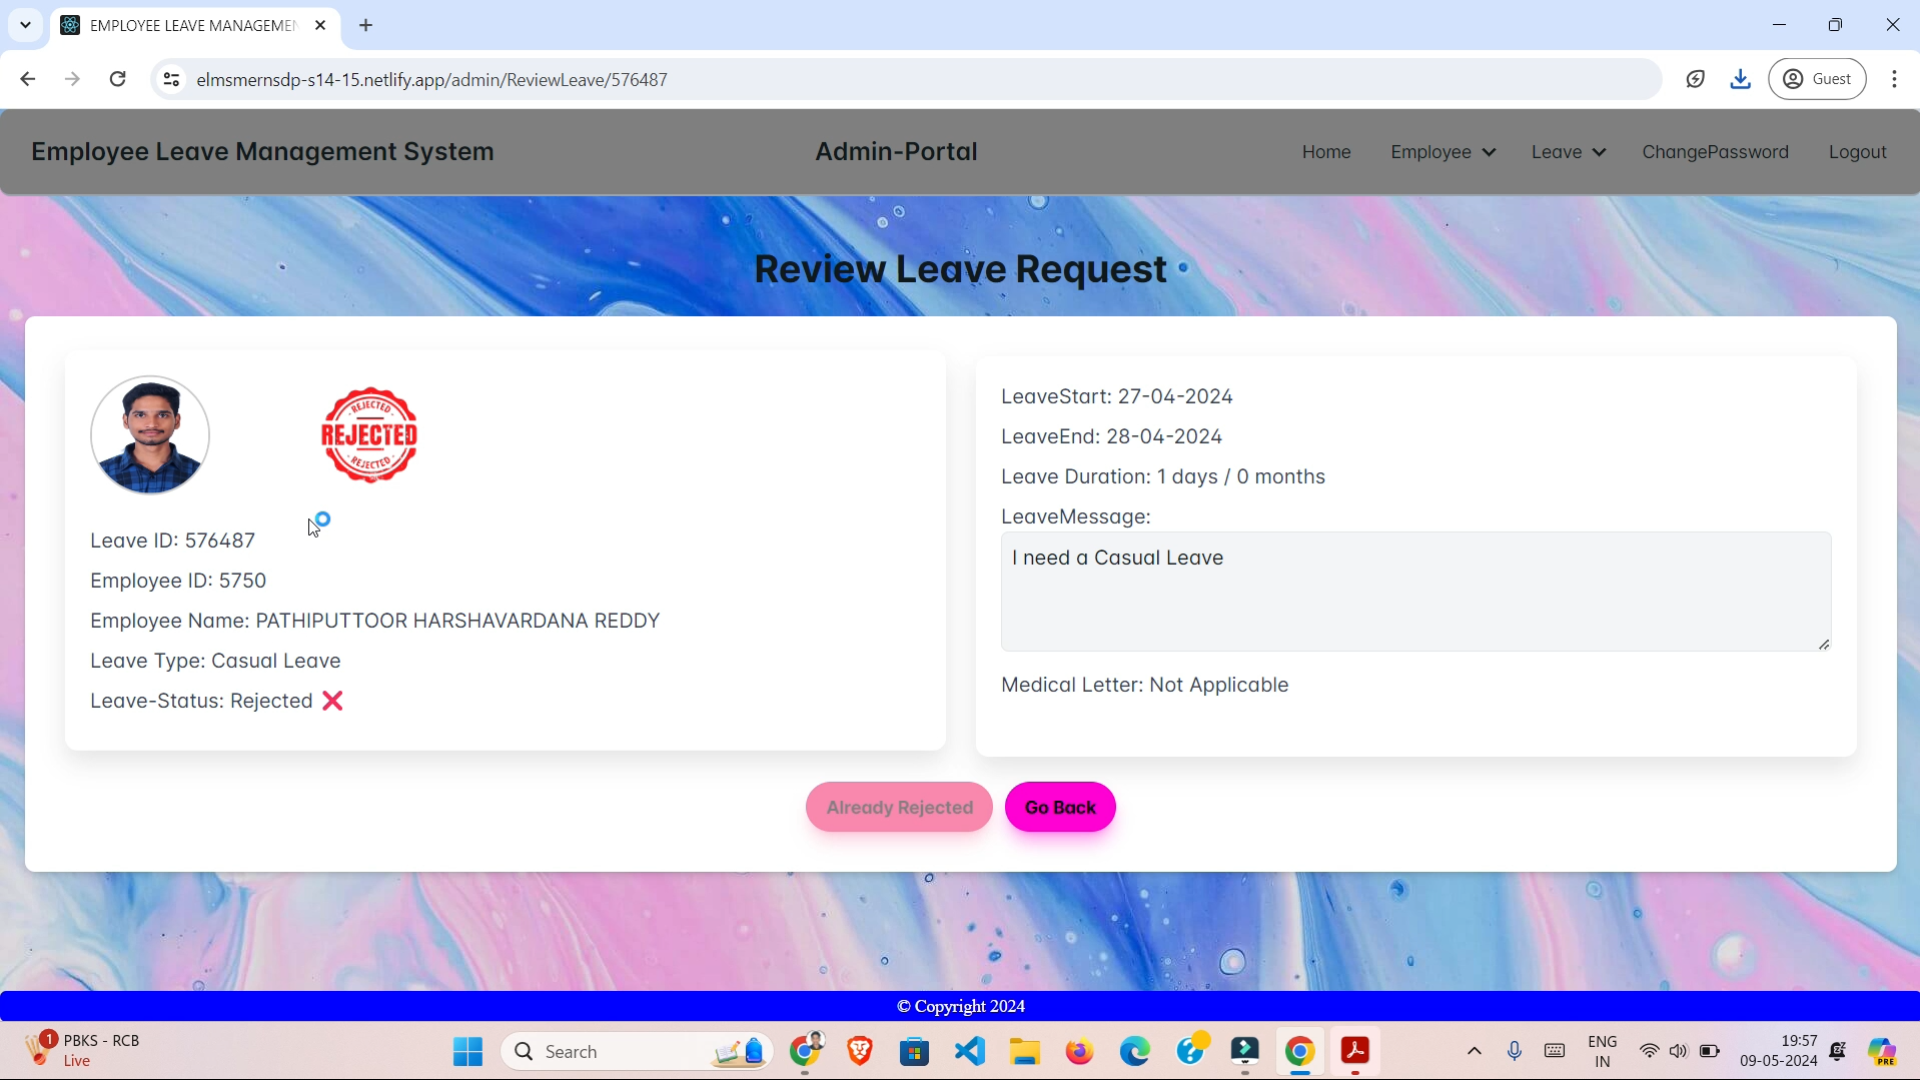 EMPLOYEE LEAVE MANAGEMEN
elmsmernsdp-s14-15.netlify.app/admin/ReviewLeave/576487
Guest
Employee Leave Management System
Admin-Portal
Home
Employee
Leave
ChangePassword
Logout
Review Leave Request
REJECTED
REJECTED
REJECTED
Leave ID: 576487
Employee ID: 5750
Employee Name: PATHIPUTTOOR HARSHAVARDANA REDDY
Leave Type: Casual Leave
Leave-Status: Rejected ❌
LeaveStart: 27-04-2024
LeaveEnd: 28-04-2024
Leave Duration: 1 days / 0 months
LeaveMessage:
I need a Casual Leave
Medical Letter: Not Applicable
Already Rejected
Go Back
© Copyright 2024
1
PBKS - RCB
Live
Search
ENG
IN
19:57
09-05-2024
PRE